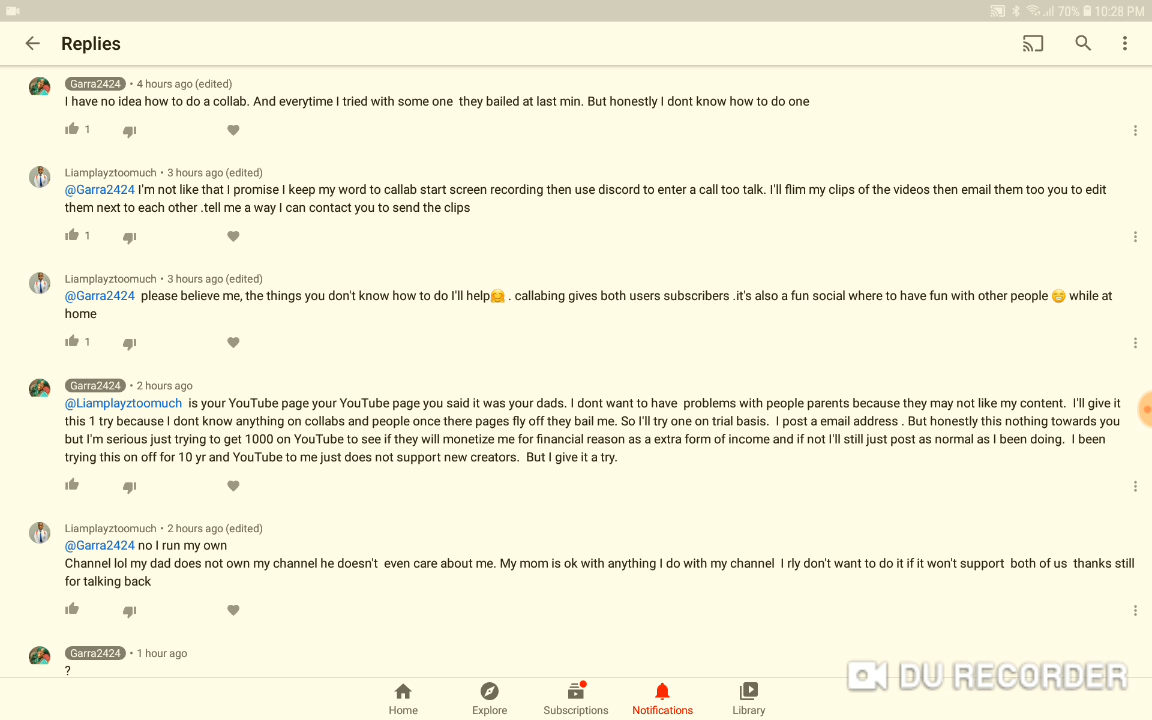 70% 10:28 PM
Replies
Garra2424 • 4 hours ago (edited)
I have no idea how to do a collab. And everytime I tried with some one they bailed at last min. But honestly I dont know how to do one
1
Liamplayztoomuch • 3 hours ago (edited)
@Garra2424 I'm not like that I promise I keep my word to callab start screen recording then use discord to enter a call too talk. I'll flim my clips of the videos then email them too you to edit
them next to each other .tell me a way I can contact you to send the clips
1
Liamplayztoomuch • 3 hours ago (edited)
@Garra2424 please believe me, the things you don't know how to do I'll help🤗 . callabing gives both users subscribers .it's also a fun social where to have fun with other people 😁 while at
home
1
Garra2424 • 2 hours ago
@Liamplayztoomuch is your YouTube page your YouTube page you said it was your dads. I dont want to have problems with people parents because they may not like my content. I'll give it
this 1 try because I dont know anything on collabs and people once there pages fly off they bail me. So I'll try one on trial basis. I post a email address . But honestly this nothing towards you
but I'm serious just trying to get 1000 on YouTube to see if they will monetize me for financial reason as a extra form of income and if not I'll still just post as normal as I been doing. I been
trying this on off for 10 yr and YouTube to me just does not support new creators. But I give it a try.
Liamplayztoomuch • 2 hours ago (edited)
@Garra2424 no I run my own
Channel lol my dad does not own my channel he doesn't even care about me. My mom is ok with anything I do with my channel I rly don't want to do it if it won't support both of us thanks still
for talking back
Garra2424 • 1 hour ago
?
DU RECORDER
Home Explore Subscriptions Notifications Library